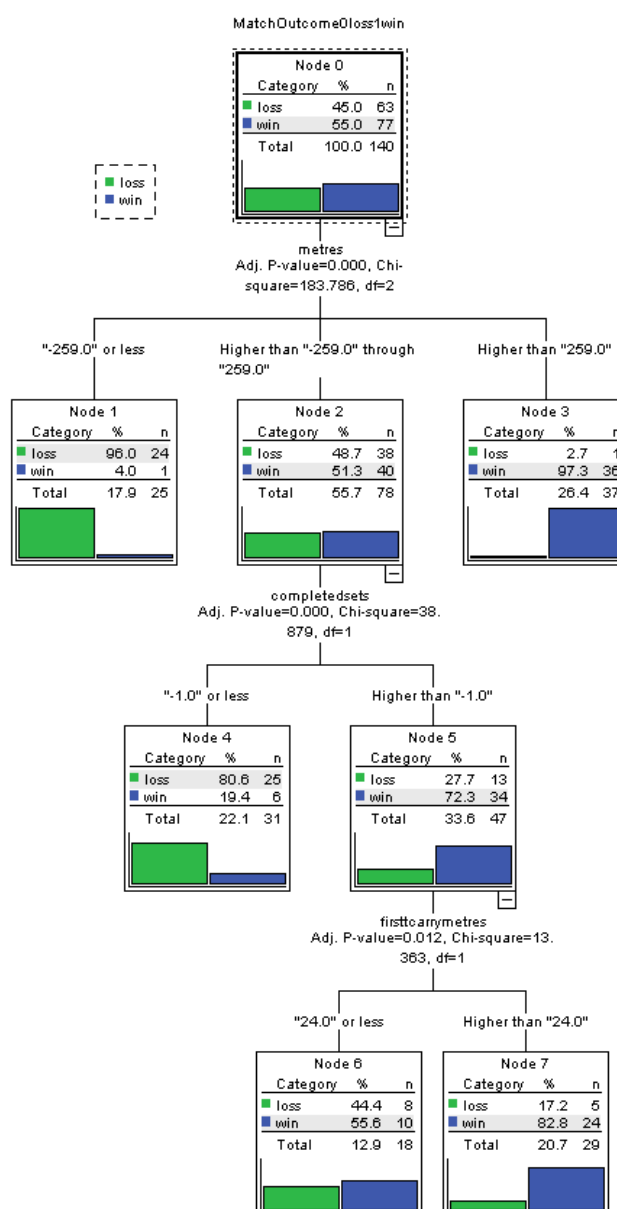 MatchOutcome0loss1win
Node 0
Category % n
loss 45.0 63
win 55.0 77
Total 100.0 140
loss
win
metres
Adj. P-value=0.000, Chi-
square=183.786, df=2
"-259.0" or less
Higher than "-259.0" through
"259.0"
Higher than "259.0"
Node 1
Category % n
loss 96.0 24
win 4.0 1
Total 17.9 25
Node 2
Category % n
loss 48.7 38
win 51.3 40
Total 55.7 78
Node 3
Category % n
loss 2.7 1
win 97.3 36
Total 26.4 37
completedsets
Adj. P-value=0.000, Chi-square=38.
879, df=1
"-1.0" or less
Higher than "-1.0"
Node 4
Category % n
loss 80.6 25
win 19.4 6
Total 22.1 31
Node 5
Category % n
loss 27.7 13
win 72.3 34
Total 33.6 47
firsttcarrymetres
Adj. P-value=0.012, Chi-square=13.
363, df=1
"24.0" or less
Higher than "24.0"
Node 6
Category % n
loss 44.4 8
win 55.6 10
Total 12.9 18
Node 7
Category % n
loss 17.2 5
win 82.8 24
Total 20.7 29